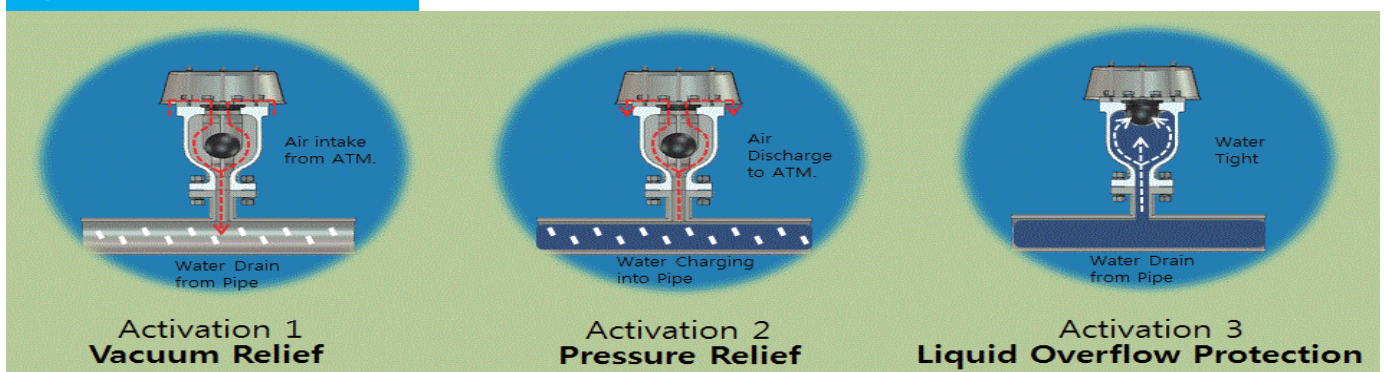 Air intake
from ATM.
Water Drain
from Pipe
Activation 1
Vacuum Relief
Air
Discharge
to ATM.
Water Charging
into Pipe
Activation 2
Pressure Relief
Water
Tight
Water Drain
from Pipe
Activation 3
Liquid Overflow Protection